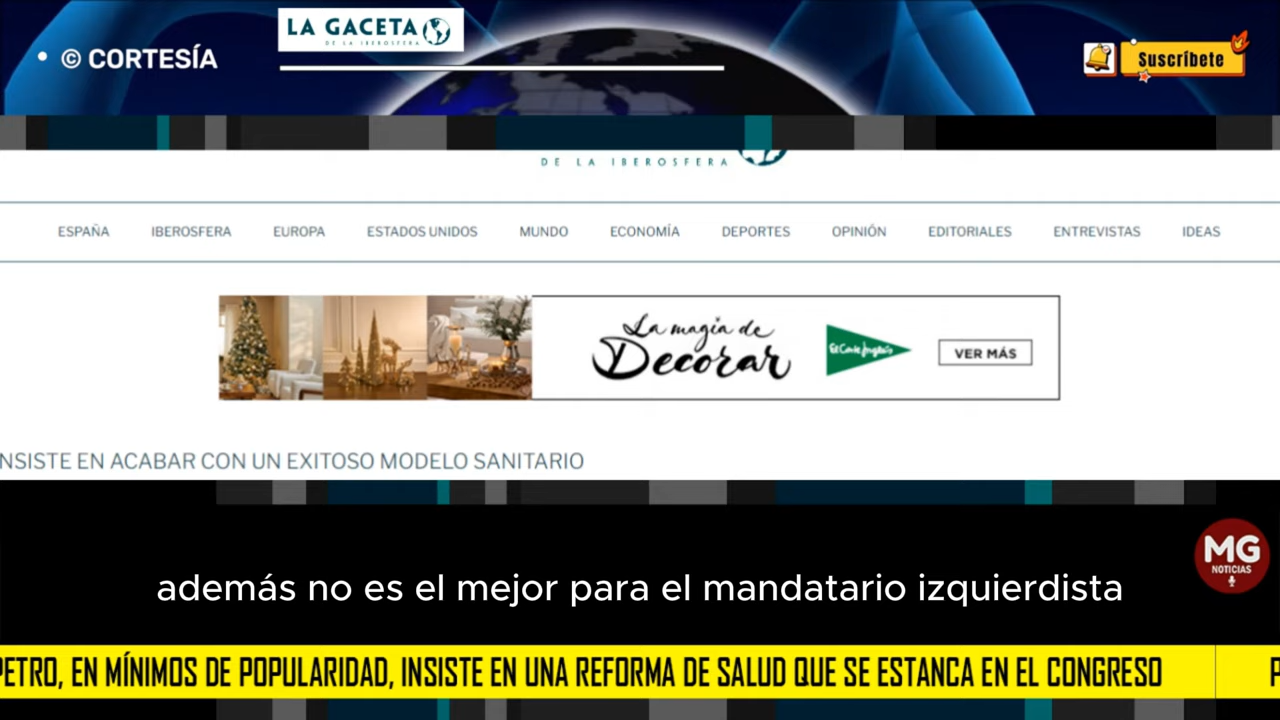 LA GACETA
DE LA IBEROSFERA
• © CORTESÍA
Suscríbete
DE LA IBEROSFERA
ESPAÑA IBEROSFERA EUROPA ESTADOS UNIDOS MUNDO ECONOMÍA DEPORTES OPINIÓN EDITORIALES ENTREVISTAS IDEAS
La magia de
Decorar
El Corte Inglés
VER MÁS
NSISTE EN ACABAR CON UN EXITOSO MODELO SANITARIO
MG
NOTICIAS
además no es el mejor para el mandatario izquierdista
PETRO, EN MÍNIMOS DE POPULARIDAD, INSISTE EN UNA REFORMA DE SALUD QUE SE ESTANCA EN EL CONGRESO P